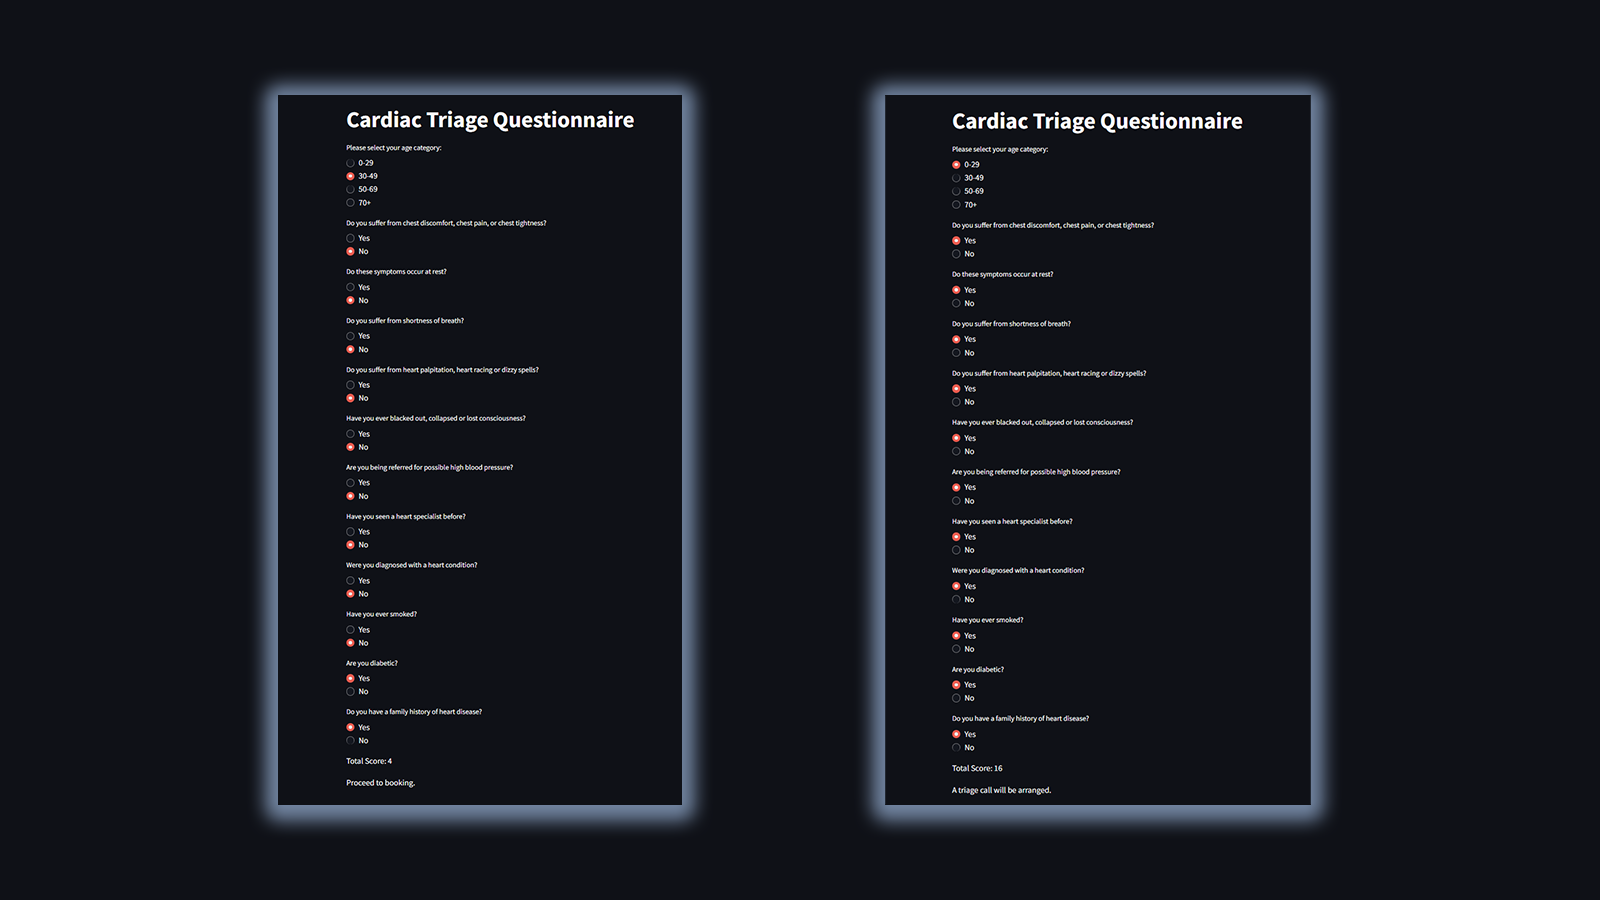 Cardiac Triage Questionnaire
Please select your age category:
0-29
30-49
50-69
70+
Do you suffer from chest discomfort, chest pain, or chest tightness?
Yes
No
Do these symptoms occur at rest?
Yes
No
Do you suffer from shortness of breath?
Yes
No
Do you suffer from heart palpitation, heart racing or dizzy spells?
Yes
No
Have you ever blacked out, collapsed or lost consciousness?
Yes
No
Are you being referred for possible high blood pressure?
Yes
No
Have you seen a heart specialist before?
Yes
No
Were you diagnosed with a heart condition?
Yes
No
Have you ever smoked?
Yes
No
Are you diabetic?
Yes
No
Do you have a family history of heart disease?
Yes
No
Total Score: 4
Proceed to booking.
Cardiac Triage Questionnaire
Please select your age category:
0-29
30-49
50-69
70+
Do you suffer from chest discomfort, chest pain, or chest tightness?
Yes
No
Do these symptoms occur at rest?
Yes
No
Do you suffer from shortness of breath?
Yes
No
Do you suffer from heart palpitation, heart racing or dizzy spells?
Yes
No
Have you ever blacked out, collapsed or lost consciousness?
Yes
No
Are you being referred for possible high blood pressure?
Yes
No
Have you seen a heart specialist before?
Yes
No
Were you diagnosed with a heart condition?
Yes
No
Have you ever smoked?
Yes
No
Are you diabetic?
Yes
No
Do you have a family history of heart disease?
Yes
No
Total Score: 16
A triage call will be arranged.